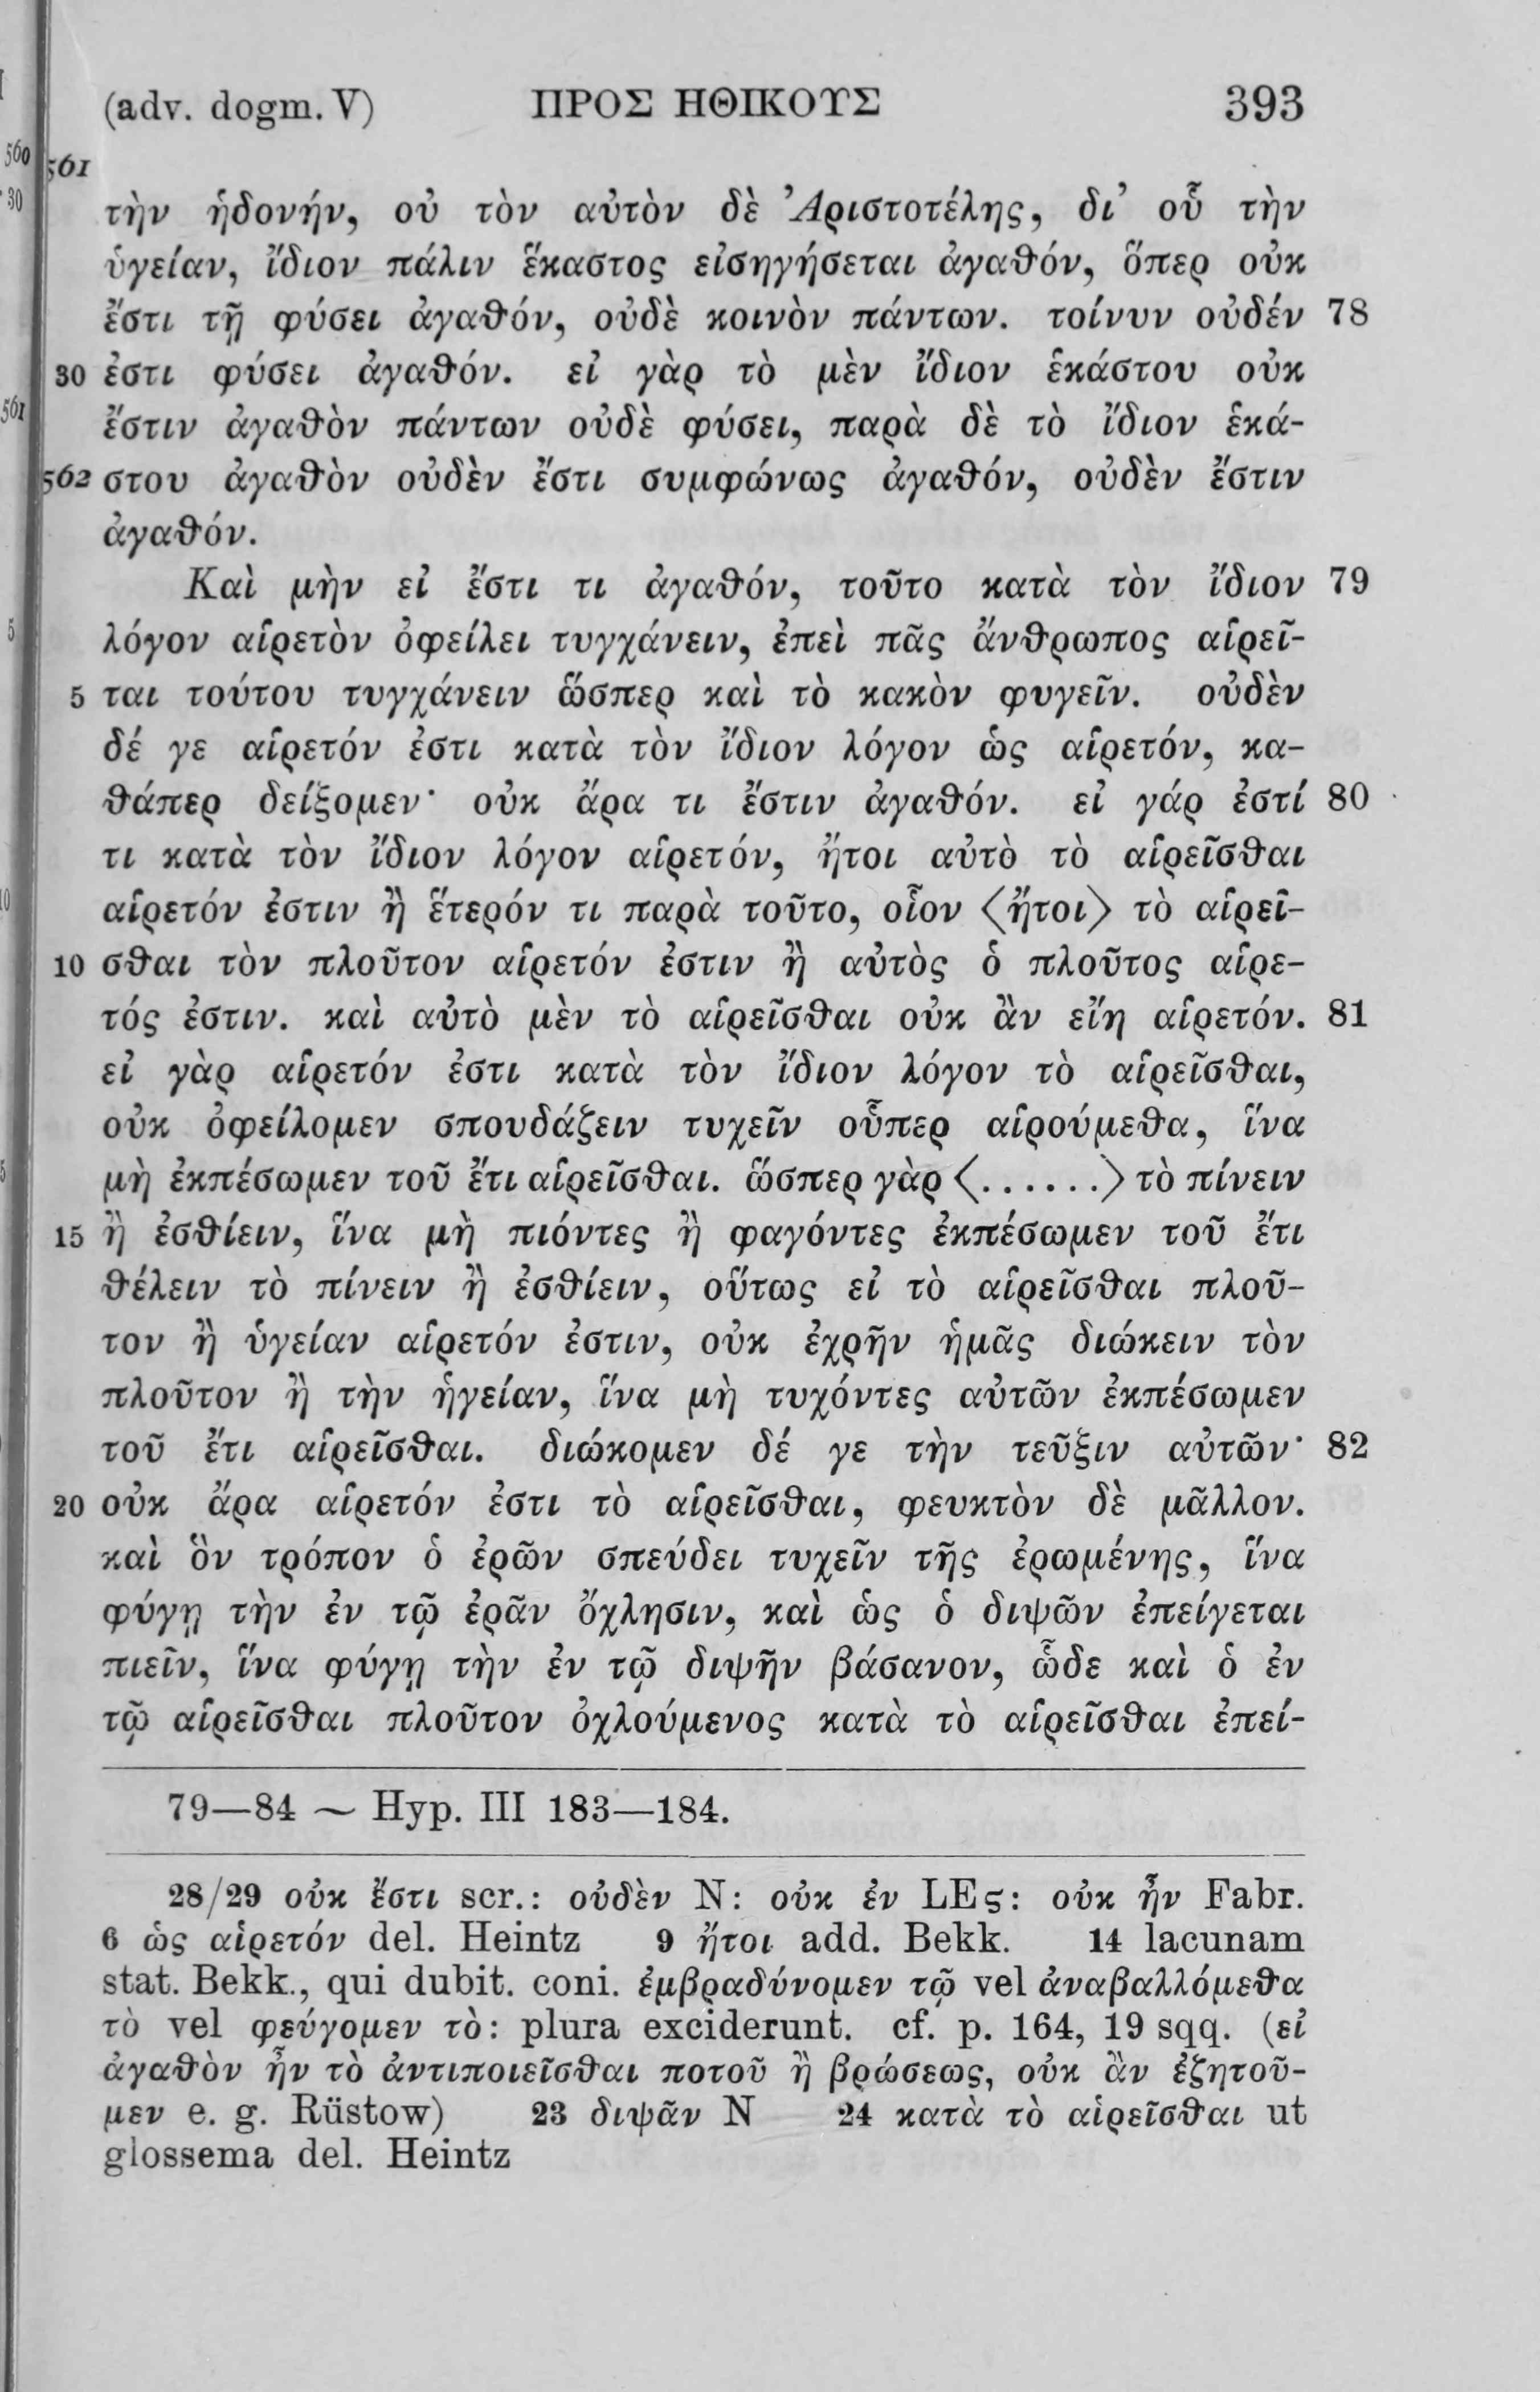 (adv. dogm. V) ΠΡΟΣ ΗΘΙΚΟΥΣ 393
560 561
30 τὴν ἡδονήν, οὐ τὸν αὐτὸν δὲ Ἀριστοτέλης, δι’ οὗ τὴν
ὑγείαν, ἴδιον πάλιν ἕκαστος εἰσηγήσεται ἀγαθόν, ὅπερ οὐκ
ἔστι τῇ φύσει ἀγαθόν, οὐδὲ κοινὸν πάντων. τοίνυν οὐδέν 78
30 ἐστι φύσει ἀγαθόν. εἰ γὰρ τὸ μὲν ἴδιον ἑκάστου οὐκ
561 ἔστιν ἀγαθὸν πάντων οὐδὲ φύσει, παρὰ δὲ τὸ ἴδιον ἑκά-
562 στου ἀγαθὸν οὐδὲν ἔστι συμφώνως ἀγαθόν, οὐδὲν ἔστιν
ἀγαθόν.
Καὶ μὴν εἰ ἔστι τι ἀγαθόν, τοῦτο κατὰ τὸν ἴδιον 79
5 λόγον αἱρετὸν ὀφείλει τυγχάνειν, ἐπεὶ πᾶς ἄνθρωπος αἱρεῖ-
5 ται τούτου τυγχάνειν ὥσπερ καὶ τὸ κακὸν φυγεῖν. οὐδὲν
δέ γε αἱρετόν ἐστι κατὰ τὸν ἴδιον λόγον ὡς αἱρετόν, κα-
θάπερ δείξομεν· οὐκ ἄρα τι ἔστιν ἀγαθόν. εἰ γάρ ἐστί 80
τι κατὰ τὸν ἴδιον λόγον αἱρετόν, ἤτοι αὐτὸ τὸ αἱρεῖσθαι
10 αἱρετόν ἐστιν ἢ ἕτερόν τι παρὰ τοῦτο, οἷον ⟨ἤτοι⟩ τὸ αἱρεῖ-
10 σθαι τὸν πλοῦτον αἱρετόν ἐστιν ἢ αὐτὸς ὁ πλοῦτος αἱρε-
τός ἐστιν. καὶ αὐτὸ μὲν τὸ αἱρεῖσθαι οὐκ ἂν εἴη αἱρετόν. 81
εἰ γὰρ αἱρετόν ἐστι κατὰ τὸν ἴδιον λόγον τὸ αἱρεῖσθαι,
οὐκ ὀφείλομεν σπουδάζειν τυχεῖν οὗπερ αἱρούμεθα, ἵνα
μὴ ἐκπέσωμεν τοῦ ἔτι αἱρεῖσθαι. ὥσπερ γὰρ ⟨......⟩ τὸ πίνειν
15 ἢ ἐσθίειν, ἵνα μὴ πιόντες ἢ φαγόντες ἐκπέσωμεν τοῦ ἔτι
θέλειν τὸ πίνειν ἢ ἐσθίειν, οὕτως εἰ τὸ αἱρεῖσθαι πλοῦ-
τον ἢ ὑγείαν αἱρετόν ἐστιν, οὐκ ἐχρῆν ἡμᾶς διώκειν τὸν
πλοῦτον ἢ τὴν ἡγείαν, ἵνα μὴ τυχόντες αὐτῶν ἐκπέσωμεν
τοῦ ἔτι αἱρεῖσθαι. διώκομεν δέ γε τὴν τεῦξιν αὐτῶν· 82
20 οὐκ ἄρα αἱρετόν ἐστι τὸ αἱρεῖσθαι, φευκτὸν δὲ μᾶλλον.
καὶ ὃν τρόπον ὁ ἐρῶν σπεύδει τυχεῖν τῆς ἐρωμένης, ἵνα
φύγῃ τὴν ἐν τῷ ἐρᾶν ὄχλησιν, καὶ ὡς ὁ διψῶν ἐπείγεται
πιεῖν, ἵνα φύγῃ τὴν ἐν τῷ διψῆν βάσανον, ὧδε καὶ ὁ ἐν
τῷ αἱρεῖσθαι πλοῦτον ὀχλούμενος κατὰ τὸ αἱρεῖσθαι ἐπεί-
79—84 ∼ Hyp. III 183—184.
28/29 οὐκ ἔστι scr.: οὐδὲν N: οὐκ ἐν LEς: οὐκ ἦν Fabr.
6 ὡς αἱρετόν del. Heintz 9 ἤτοι add. Bekk. 14 lacunam
stat. Bekk., qui dubit. coni. ἐμβραδύνομεν τῷ vel ἀναβαλλόμεθα
τὸ vel φεύγομεν τὸ: plura exciderunt. cf. p. 164, 19 sqq. (εἰ
ἀγαθὸν ἦν τὸ ἀντιποιεῖσθαι ποτοῦ ἢ βρώσεως, οὐκ ἂν ἐζητοῦ-
μεν e. g. Rüstow) 23 διψᾶν N 24 κατὰ τὸ αἱρεῖσθαι ut
glossema del. Heintz